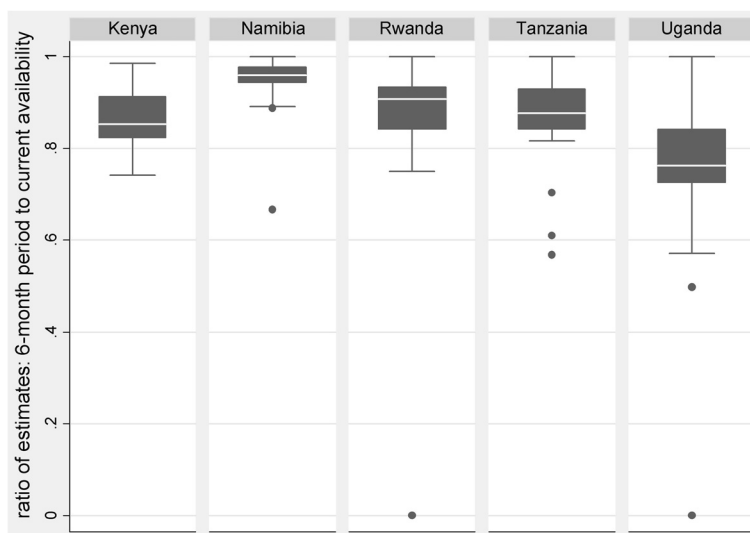 Kenya
Namibia
Rwanda
Tanzania
Uganda
ratio of estimates: 6-month period to current availability
1
.8
.6
.4
.2
0